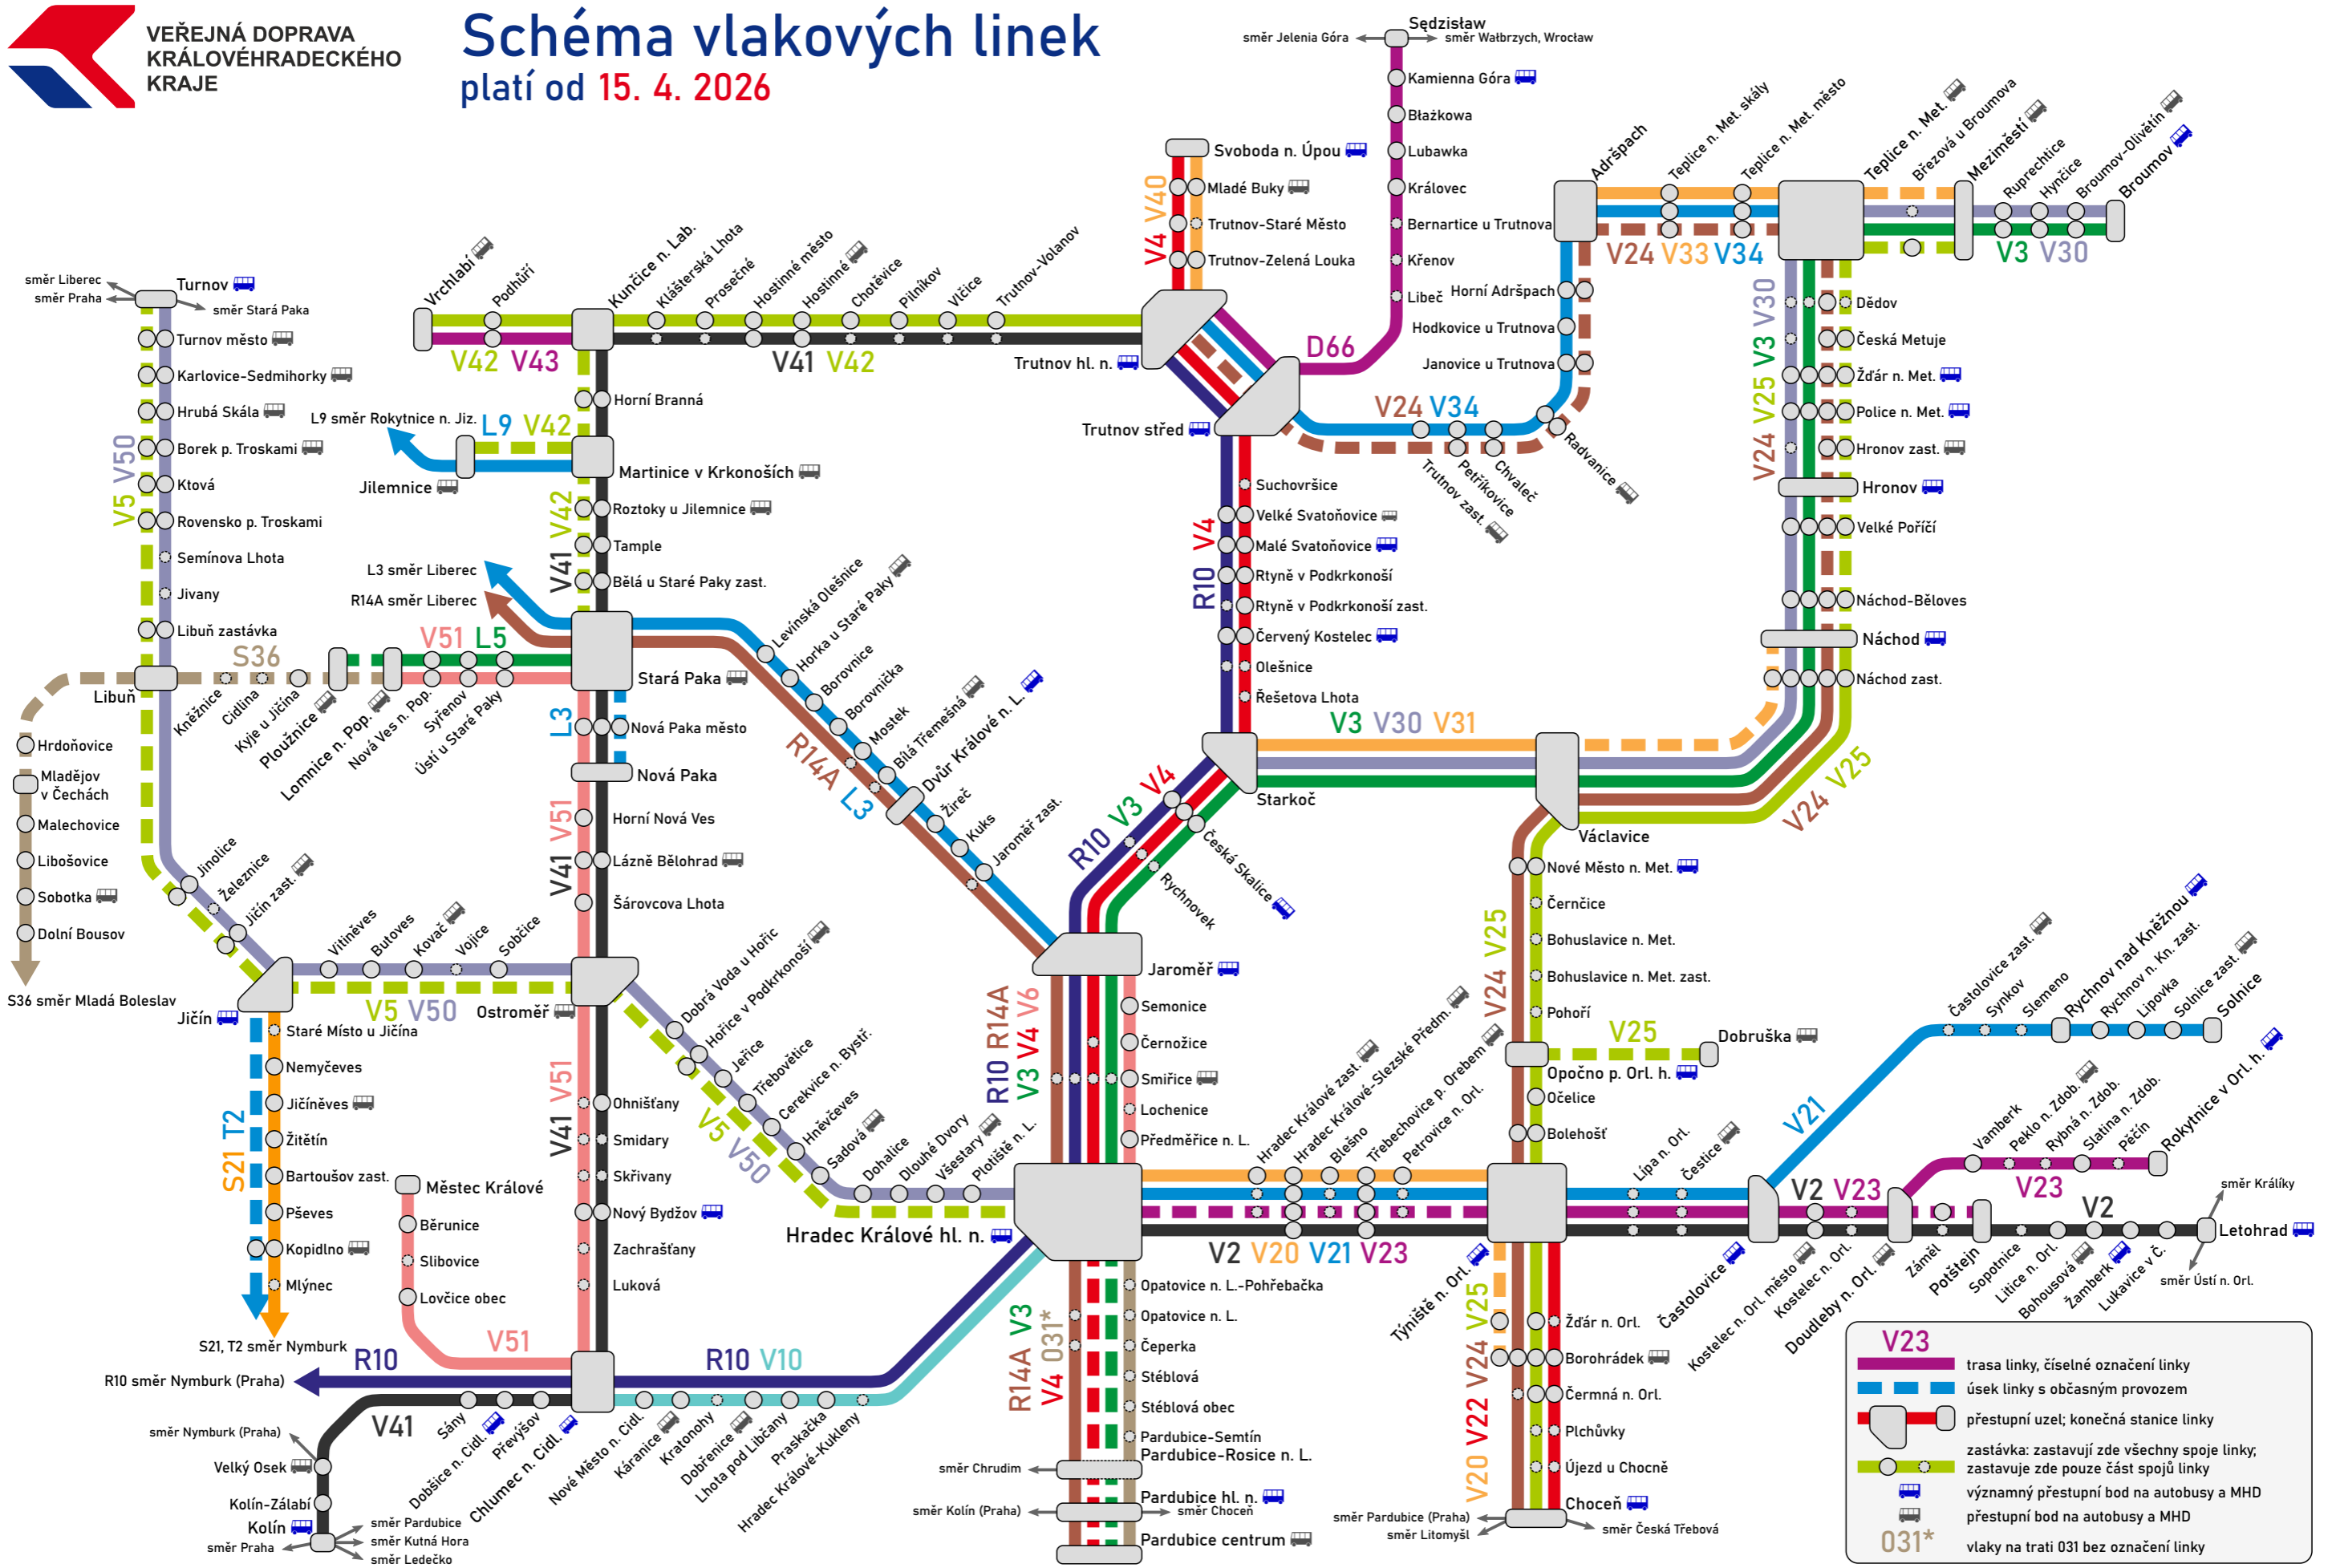 VEŘEJNÁ DOPRAVA
KRÁLOVÉHRADECKÉHO
KRAJE
Schéma vlakových linek
platí od 15. 4. 2026
Sędzisław
směr Jelenia Góra
směr Wałbrzych, Wrocław
Kamienna Góra
Błażkowa
Lubawka
Královec
Bernartice u Trutnova
Křenov
Libeč
D66
Svoboda n. Úpou
Mladé Buky
Trutnov-Staré Město
Trutnov-Zelená Louka
V4 V40
Trutnov hl. n.
Trutnov střed
Adršpach
Teplice n. Met. skály
Teplice n. Met. město
Teplice n. Met.
Březová u Broumova
Meziměstí
Ruprechtice
Hynčice
Broumov-Olivětín
Broumov
V24 V33 V34
V3 V30
Horní Adršpach
Hodkovice u Trutnova
Janovice u Trutnova
Radvanice
Chvaleč
Petříkovice
Trutnov zast.
V24 V34
V24 V25 V3 V30
Dědov
Česká Metuje
Žďár n. Met.
Police n. Met.
Hronov zast.
Hronov
Velké Poříčí
Náchod-Běloves
Náchod
Náchod zast.
směr Liberec
směr Praha
Turnov
směr Stará Paka
Turnov město
Karlovice-Sedmihorky
Hrubá Skála
Borek p. Troskami
Ktová
Rovensko p. Troskami
Semínova Lhota
Jivany
Libuň zastávka
V5 V50
Libuň
S36
Kněžnice
Cidlina
Kyje u Jičína
Ploužnice
Lomnice n. Pop.
Nová Ves n. Pop.
Syřenov
Ústí u Staré Paky
V51 L5
Hrdoňovice
Mladějov
v Čechách
Malechovice
Libošovice
Sobotka
Dolní Bousov
S36 směr Mladá Boleslav
Vrchlabí
Podhůří
Kunčice n. Lab.
Klášterská Lhota
Prosečné
Hostinné město
Hostinné
Chotěvice
Pilníkov
Vlčice
Trutnov-Volanov
V42 V43
V41 V42
Horní Branná
L9 směr Rokytnice n. Jiz.
L9 V42
Jilemnice
Martinice v Krkonoších
Roztoky u Jilemnice
Tample
Bělá u Staré Paky zast.
V41 V42
L3 směr Liberec
R14A směr Liberec
Stará Paka
Levínská Olešnice
Horka u Staré Paky
Borovnice
Borovnička
Mostek
Bílá Třemešná
Dvůr Králové n. L.
Žireč
Kuks
Jaroměř zast.
R14A L3
L3
Nová Paka město
Nová Paka
Horní Nová Ves
Lázně Bělohrad
Šárovcova Lhota
V41 V51
Suchovršice
Velké Svatoňovice
Malé Svatoňovice
Rtyně v Podkrkonoší
Rtyně v Podkrkonoší zast.
Červený Kostelec
Olešnice
Řešetova Lhota
R10 V4
V3 V30 V31
Starkoč
Václavice
V24 V25
R10 V3 V4
Česká Skalice
Rychnovek
Jaroměř
Semonice
Černožice
Smiřice
Lochenice
Předměřice n. L.
R10 R14A
V3 V4 V6
Nové Město n. Met.
Černčice
Bohuslavice n. Met.
Bohuslavice n. Met. zast.
Pohoří
V24 V25
V25
Dobruška
Opočno p. Orl. h.
Očelice
Bolehošť
Jinolice
Železnice
Jičín zast.
Jičín
Vitiněves
Butoves
Kovač
Vojice
Sobčice
V5 V50
Ostroměř
Dobrá Voda u Hořic
Hořice v Podkrkonoší
Jeřice
Třebovětice
Cerekvice n. Bystř.
Hněvčeves
Sadová
Dohalice
Dlouhé Dvory
Všestary
Plotiště n. L.
V5 V50
Hradec Králové hl. n.
Staré Místo u Jičína
Nemyčeves
Jičíněves
Žitětín
Bartoušov zast.
Pševes
Kopidlno
Mlýnec
S21 T2
S21, T2 směr Nymburk
Městec Králové
Běrunice
Slibovice
Lovčice obec
V51
Ohnišťany
Smidary
Skřivany
Nový Bydžov
Zachrašťany
Luková
V41 V51
R10
R10 směr Nymburk (Praha)
R10 V10
V41
směr Nymburk (Praha)
Velký Osek
Kolín-Zálabí
Kolín
směr Praha
směr Pardubice
směr Kutná Hora
směr Ledečko
Sány
Dobšice n. Cidl.
Převýšov
Chlumec n. Cidl.
Nové Město n. Cidl.
Káranice
Kratonohy
Dobřenice
Lhota pod Libčany
Praskačka
Hradec Králové-Kukleny
Hradec Králové zast.
Hradec Králové-Slezské Předm.
Blešno
Třebechovice p. Orebem
Petrovice n. Orl.
V2 V20 V21 V23
Týniště n. Orl.
Opatovice n. L.-Pohřebačka
Opatovice n. L.
Čeperka
Stéblová
Stéblová obec
Pardubice-Semtín
Pardubice-Rosice n. L.
R14A V3
V4 031*
směr Chrudim
Pardubice hl. n.
směr Kolín (Praha)
směr Choceň
Pardubice centrum
Lípa n. Orl.
Čestice
Častolovice
V21
Častolovice zast.
Synkov
Slemeno
Rychnov nad Kněžnou
Rychnov n. Kn. zast.
Lipovka
Solnice zast.
Solnice
V2 V23
Kostelec n. Orl. město
Kostelec n. Orl.
Doudleby n. Orl.
Vamberk
Peklo n. Zdob.
Rybná n. Zdob.
Slatina n. Zdob.
Pěčín
Rokytnice v Orl. h.
V23
Záměl
Potštejn
Sopotnice
Litice n. Orl.
Bohousová
Žamberk
Lukavice v Č.
V2
Letohrad
směr Králíky
směr Ústí n. Orl.
Žďár n. Orl.
Borohrádek
Čermná n. Orl.
Plchůvky
Újezd u Chocně
Choceň
V20 V22 V24 V25
směr Pardubice (Praha)
směr Litomyšl
směr Česká Třebová
V23
trasa linky, číselné označení linky
úsek linky s občasným provozem
přestupní uzel; konečná stanice linky
zastávka: zastavují zde všechny spoje linky;
zastavuje zde pouze část spojů linky
významný přestupní bod na autobusy a MHD
přestupní bod na autobusy a MHD
031* vlaky na trati 031 bez označení linky